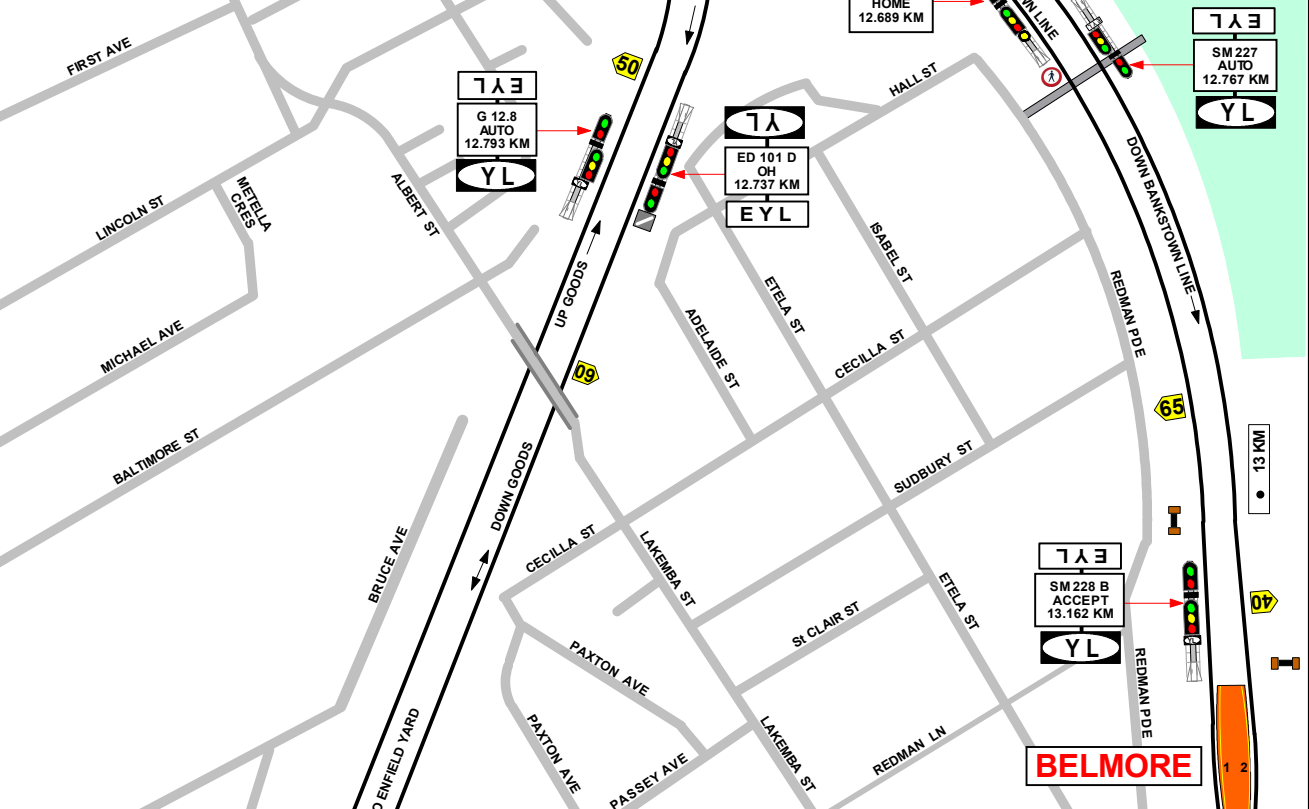 HOME
12.689 KM
WN LINE
EYL
SM 227
AUTO
12.767 KM
YL
FIRST AVE
50
EYL
G 12.8
AUTO
12.793 KM
YL
YL
ED 101 D
OH
12.737 KM
EYL
HALL ST
DOWN BANKSTOWN LINE
LINCOLN ST
METELLA
CRES
ALBERT ST
UP GOODS
ISABEL ST
ETELA ST
ADELAIDE ST
CECILLA ST
REDMAN PDE
MICHAEL AVE
60
65
BALTIMORE ST
DOWN GOODS
SUDBURY ST
13 KM
BRUCE AVE
CECILLA ST
LAKEMBA ST
ETELA ST
St CLAIR ST
EYL
SM 228 B
ACCEPT
13.162 KM
YL
40
PAXTON AVE
PAXTON AVE
PASSEY AVE
LAKEMBA ST
REDMAN LN
REDMAN PDE
O ENFIELD YARD
BELMORE
1 2